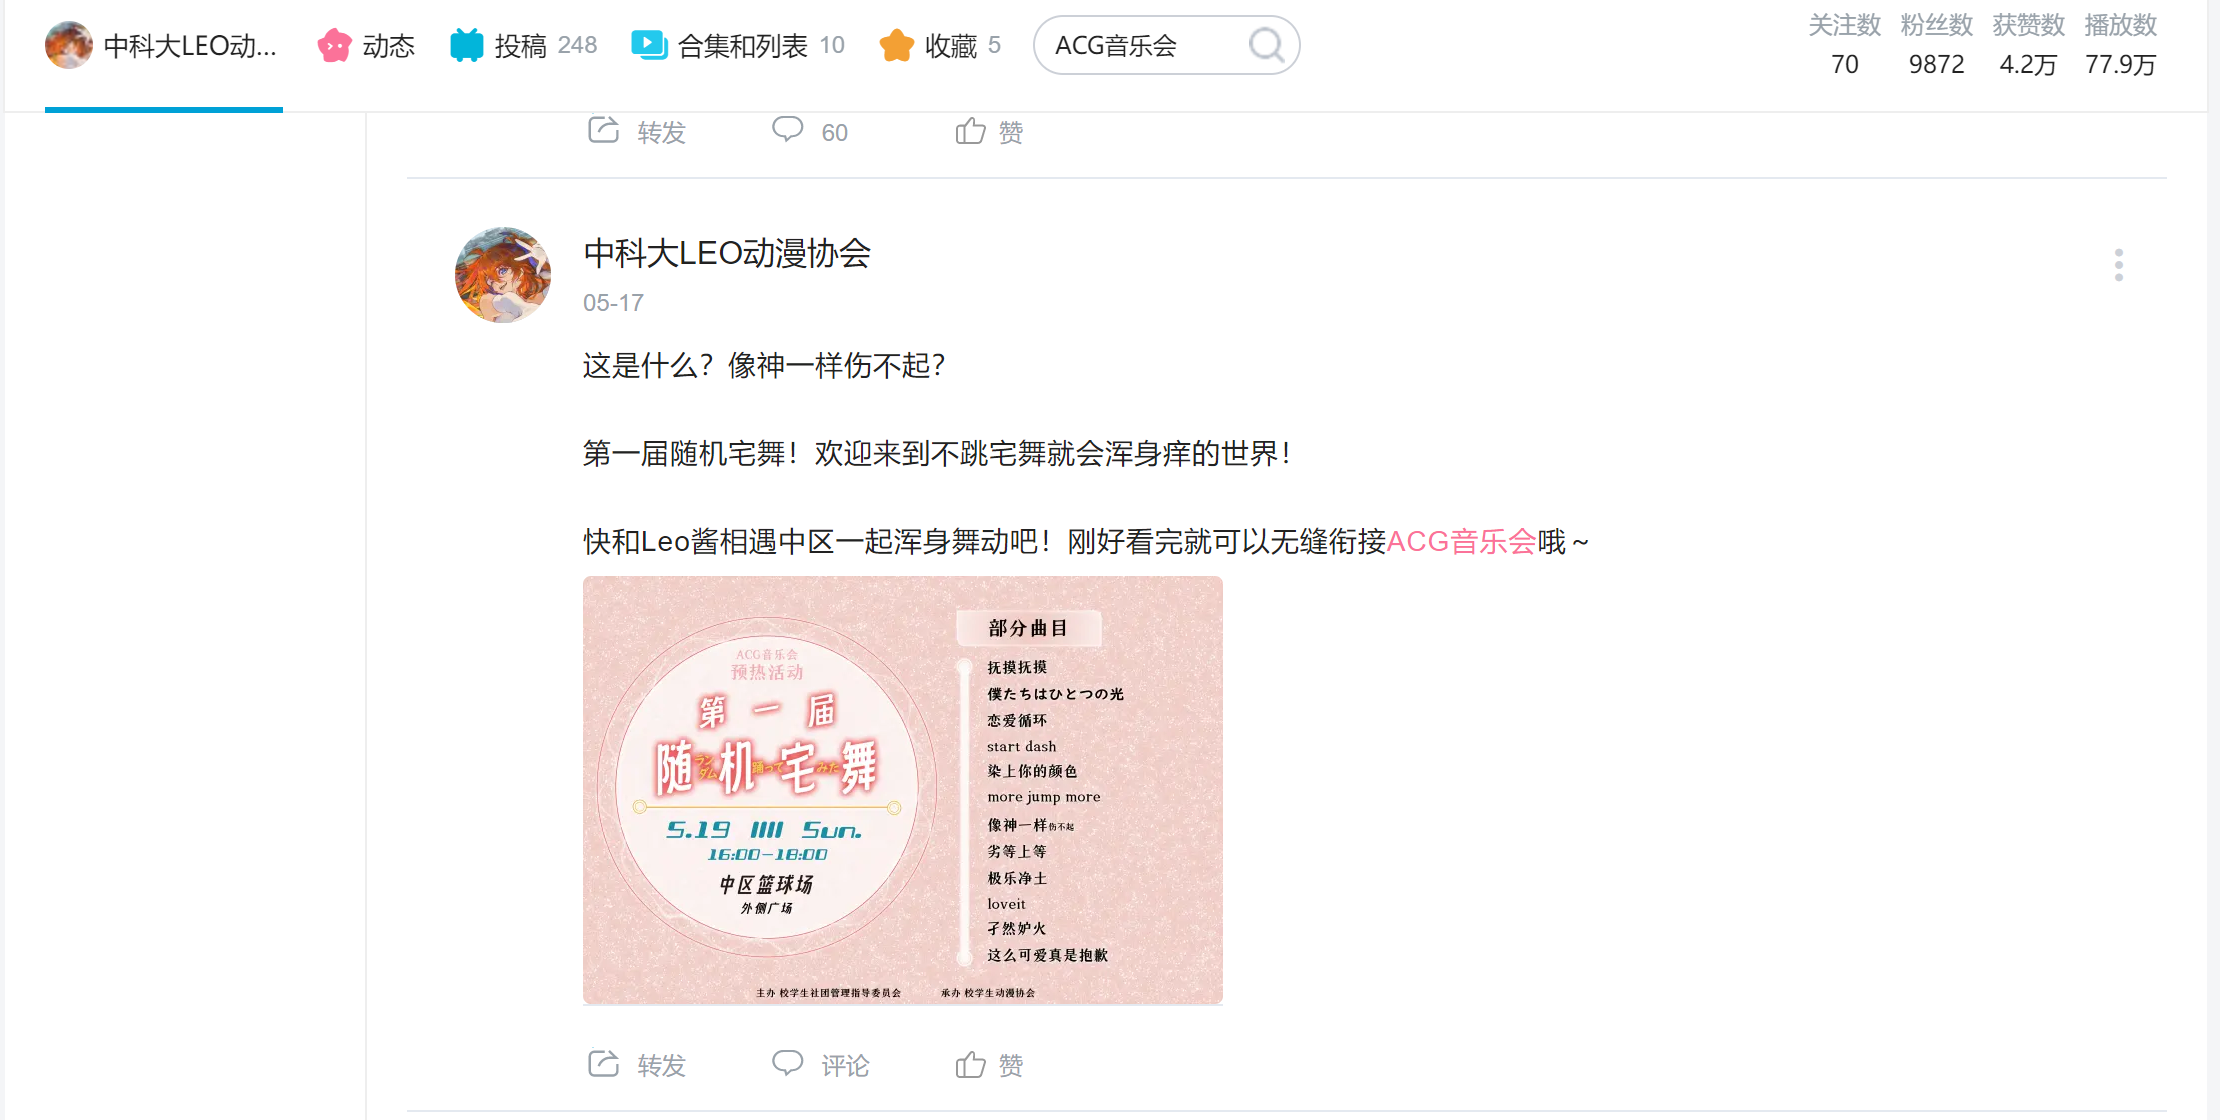 中科大LEO动... 动态 投稿 248 合集和列表 10 收藏 5 ACG音乐会 关注数 粉丝数 获赞数 播放数
70 9872 4.2万 77.9万
转发 60 赞
中科大LEO动漫协会
05-17
这是什么？像神一样伤不起？
第一届随机宅舞！欢迎来到不跳宅舞就会浑身痒的世界！
快和Leo酱相遇中区一起浑身舞动吧！刚好看完就可以无缝衔接ACG音乐会哦～
ACG音乐会
预热活动
第一届
随机宅舞
ランダム踊ってみた
5.19 Sun.
16:00-18:00
中区篮球场
外侧广场
部分曲目
抚摸抚摸
僕たちはひとつの光
恋爱循环
start dash
染上你的颜色
more jump more
像神一样伤不起
劣等上等
极乐净土
loveit
孑然妒火
这么可爱真是抱歉
主办 校学生社团管理指导委员会 承办 校学生动漫协会
转发 评论 赞